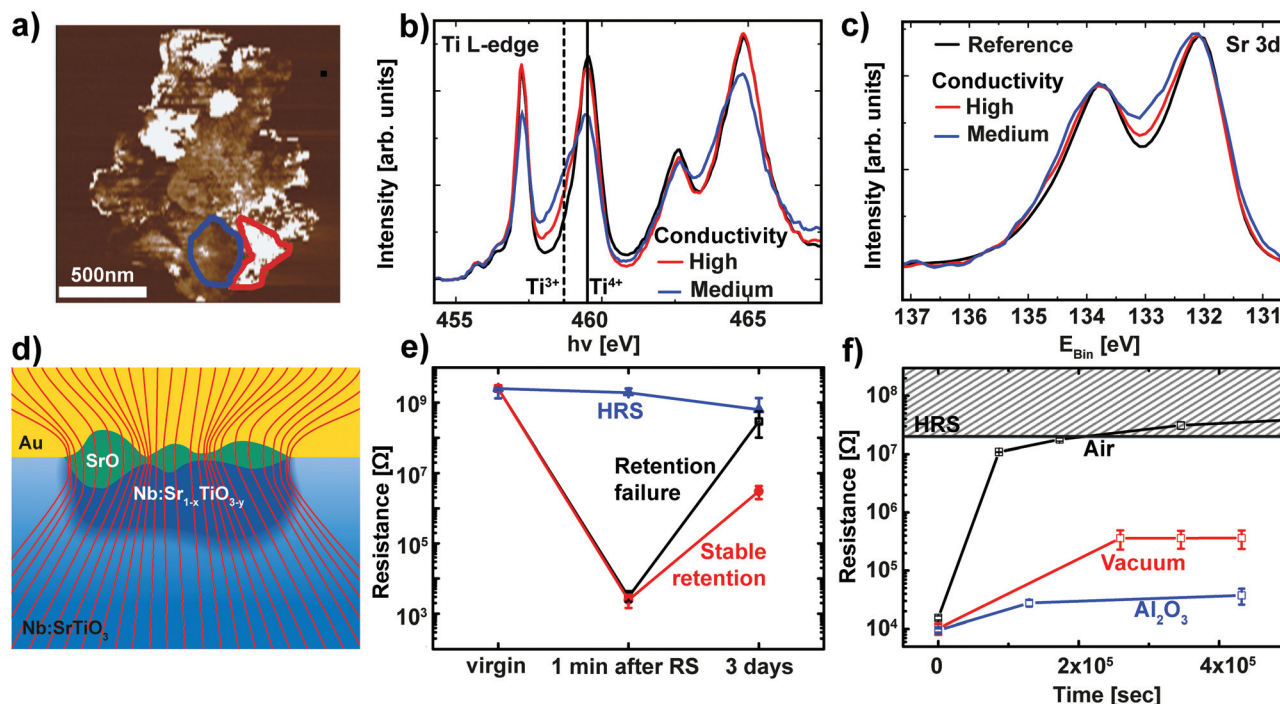 a)
500nm
b)
Ti L-edge
Intensity [arb. units]
Conductivity
High
Medium
Ti³⁺
Ti⁴⁺
455
460
465
hν [eV]
c)
Sr 3d
Reference
Conductivity
High
Medium
Intensity [arb. units]
137
136
135
134
133
132
131
E_Bin [eV]
d)
Au
SrO
Nb:Sr₁₋ₓTiO₃₋y
Nb:SrTiO₃
e)
Resistance [Ω]
10⁹
10⁷
10⁵
10³
HRS
Retention
failure
Stable
retention
virgin
1 min after RS
3 days
f)
Resistance [Ω]
10⁸
10⁷
10⁶
10⁵
10⁴
HRS
Air
Vacuum
Al₂O₃
0
2x10⁵
4x10⁵
Time [sec]